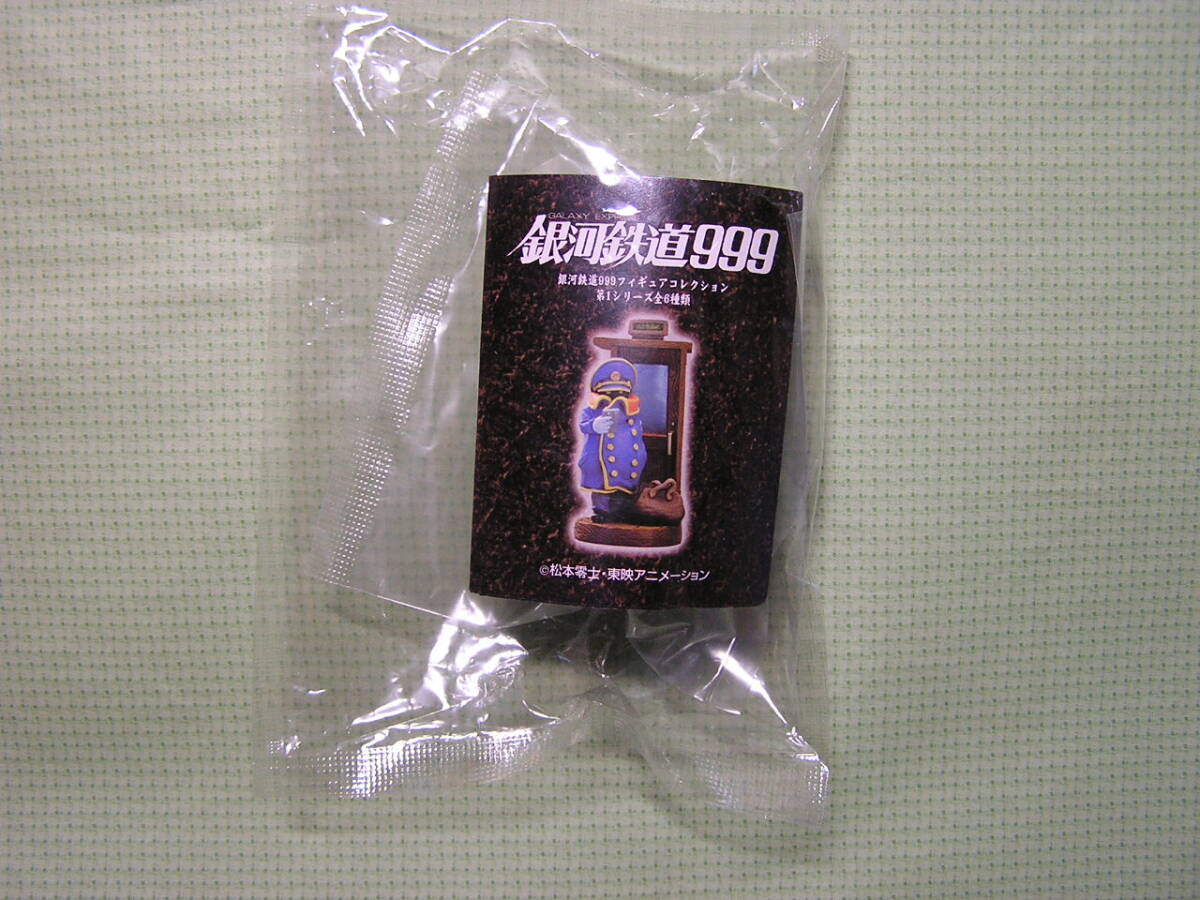 GALAXY
銀河鉄道999
銀河鉄道999フィギュアコレクション
第1シリーズ全6種類
©松本零士・東映アニメーション